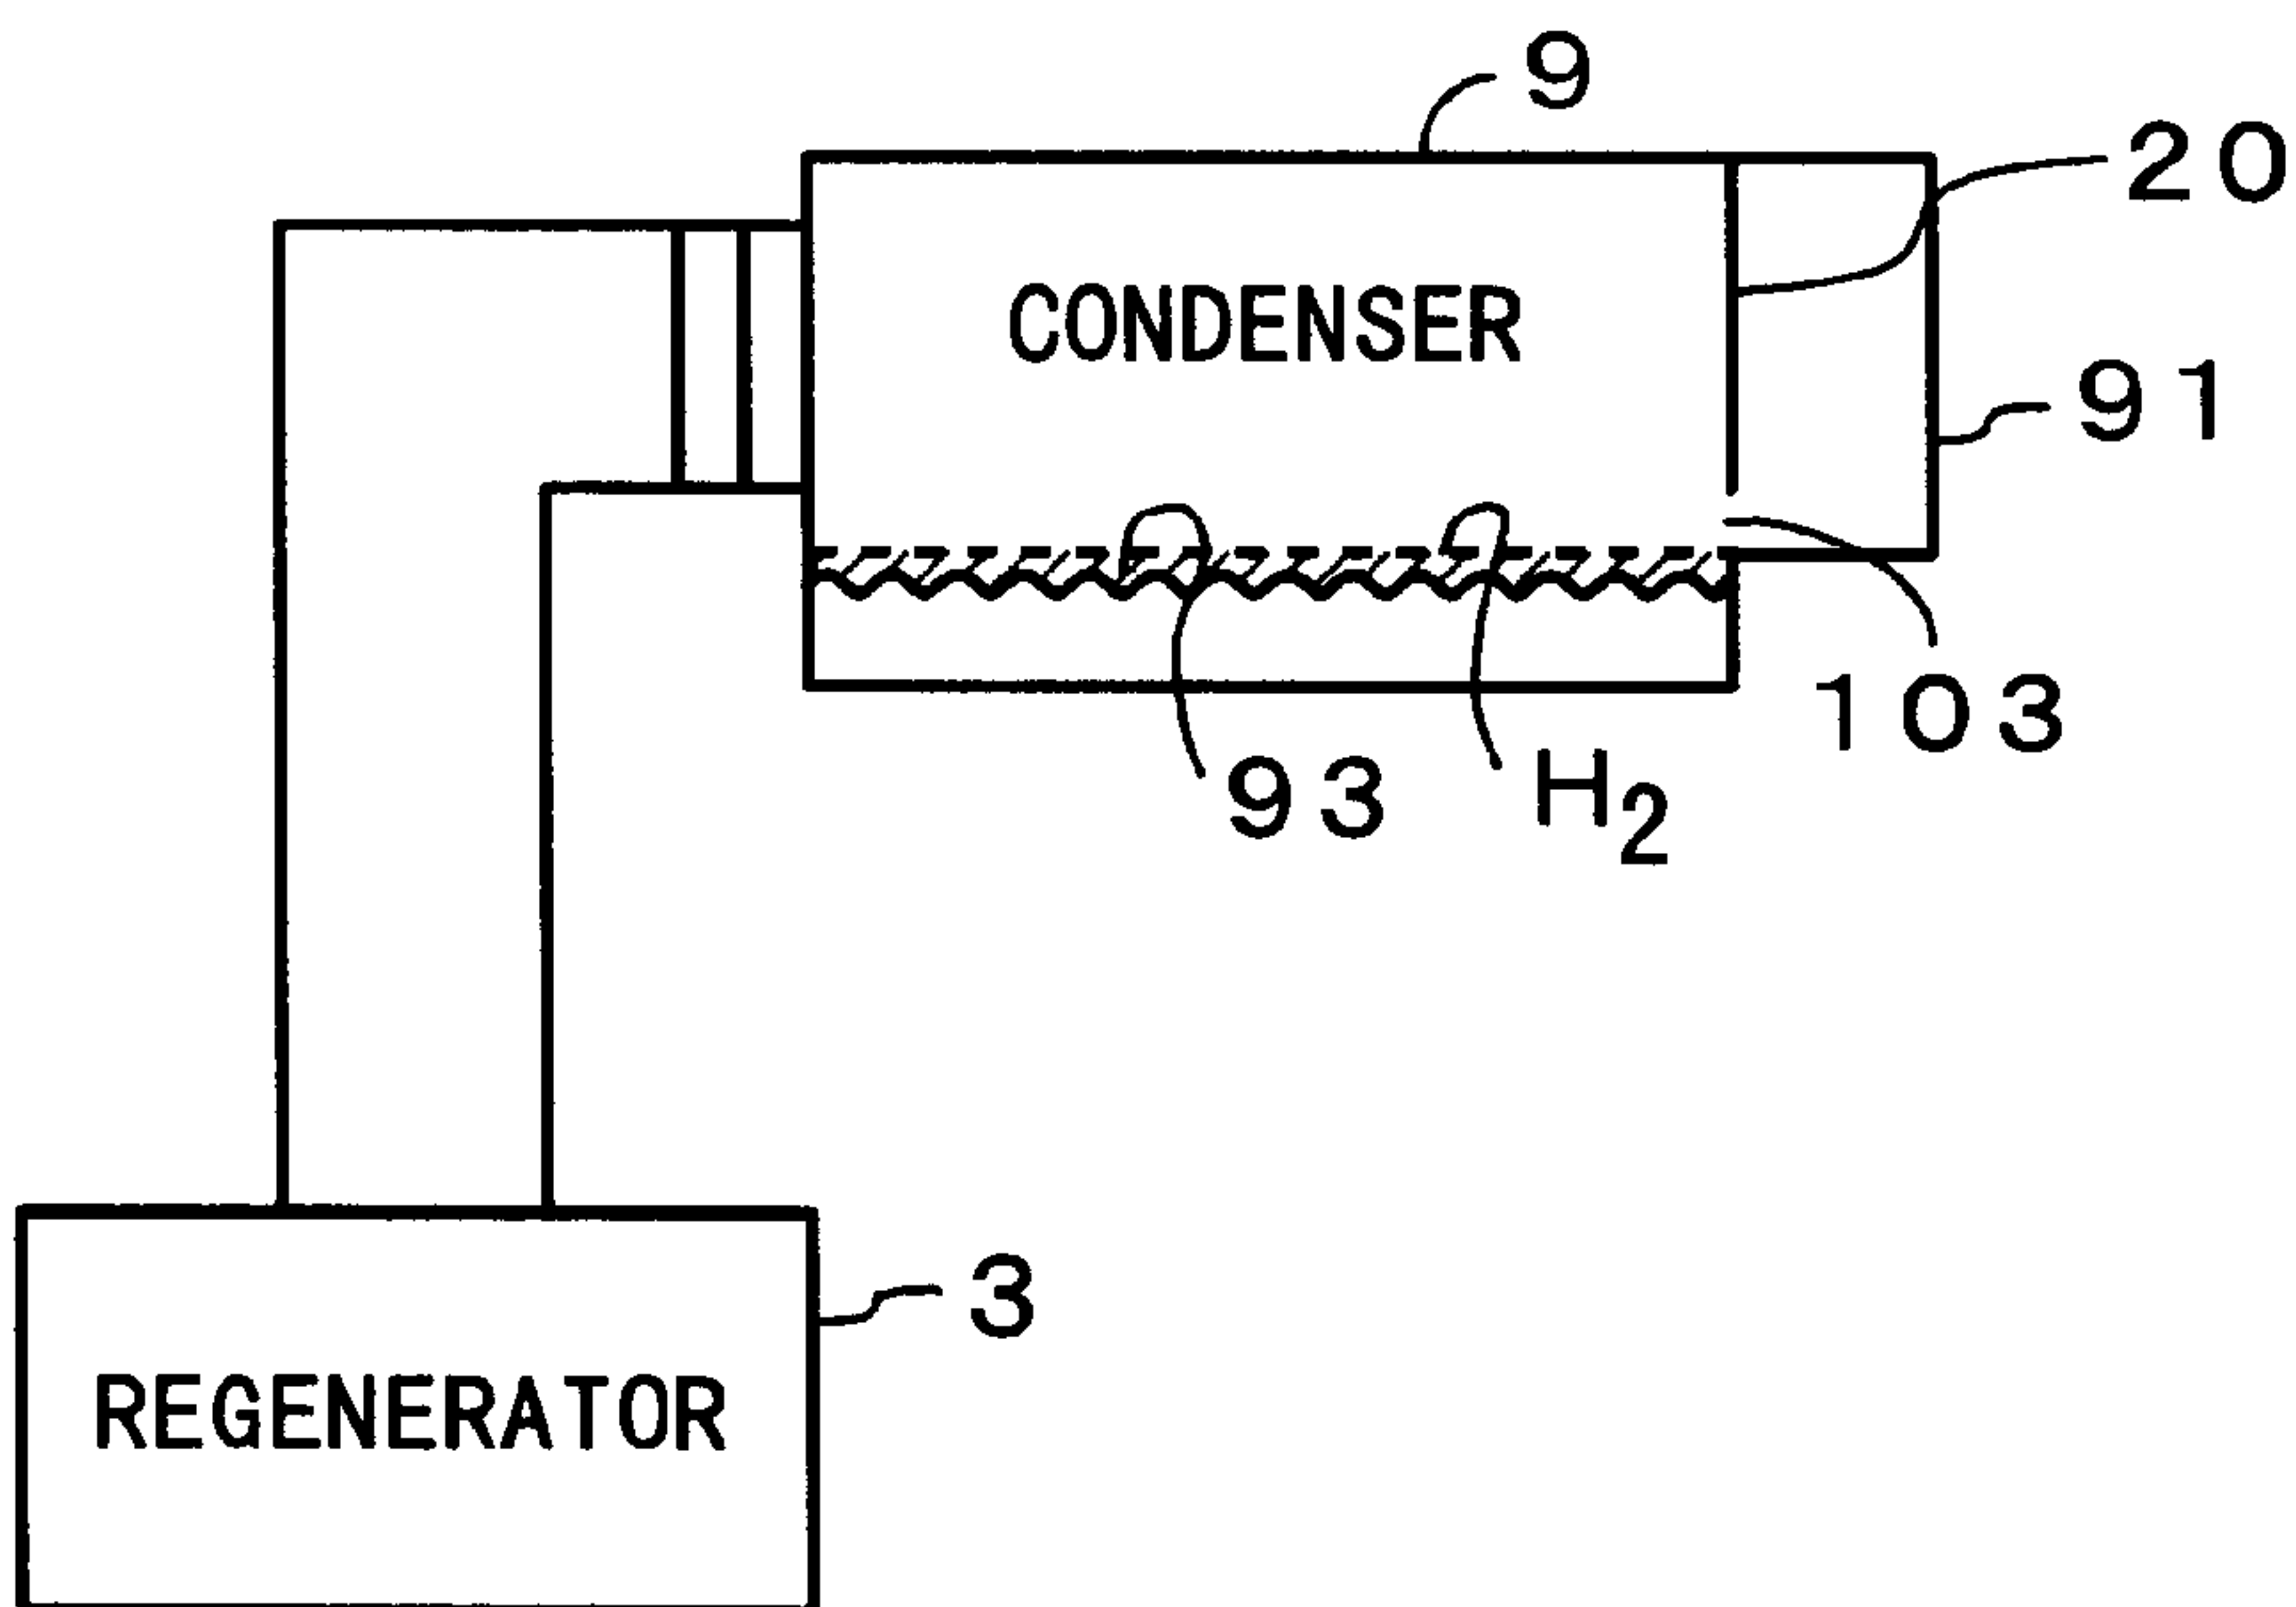 9
20
CONDENSER
91
103
93
H₂
3
REGENERATOR